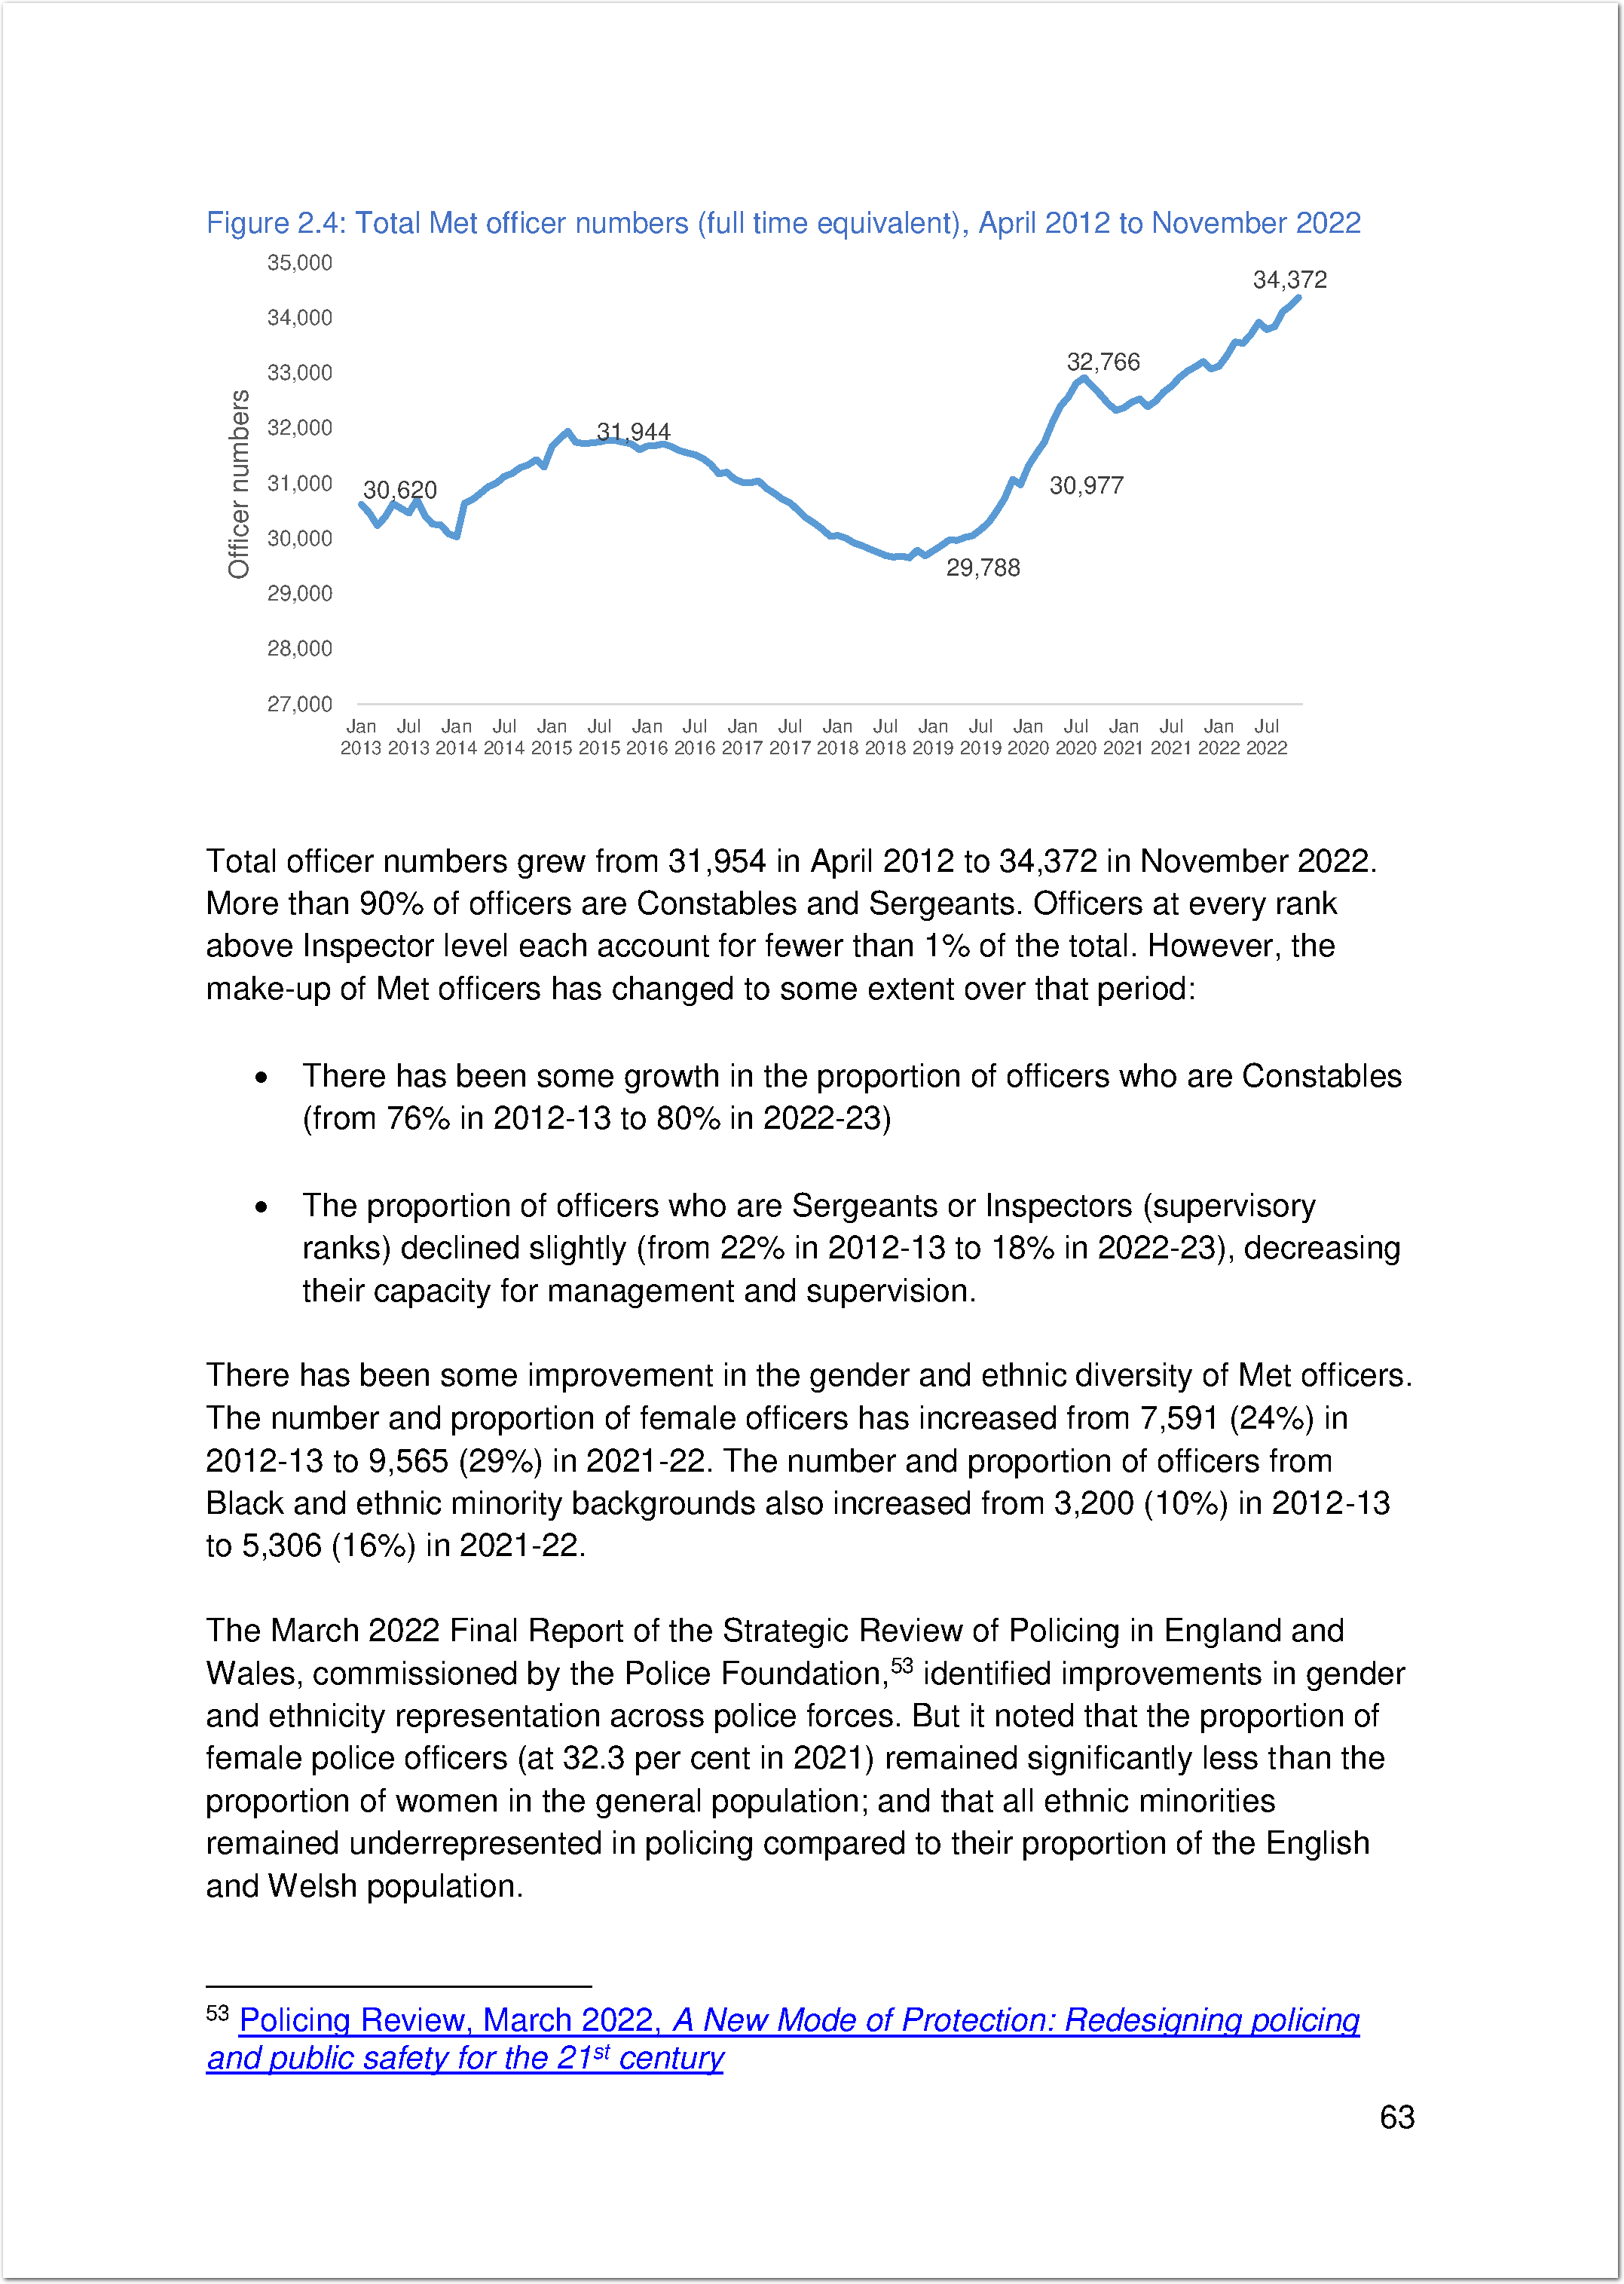 Figure 2.4: Total Met officer numbers (full time equivalent), April 2012 to November 2022
35,000
34,000
33,000
32,000
31,000
30,000
29,000
28,000
27,000
Officer numbers
30,620
31,944
29,788
30,977
32,766
34,372
Jan Jul Jan Jul Jan Jul Jan Jul Jan Jul Jan Jul Jan Jul Jan Jul Jan Jul Jan Jul
2013 2013 2014 2014 2015 2015 2016 2016 2017 2017 2018 2018 2019 2019 2020 2020 2021 2021 2022 2022
Total officer numbers grew from 31,954 in April 2012 to 34,372 in November 2022.
More than 90% of officers are Constables and Sergeants. Officers at every rank
above Inspector level each account for fewer than 1% of the total. However, the
make-up of Met officers has changed to some extent over that period:
• There has been some growth in the proportion of officers who are Constables
(from 76% in 2012-13 to 80% in 2022-23)
• The proportion of officers who are Sergeants or Inspectors (supervisory
ranks) declined slightly (from 22% in 2012-13 to 18% in 2022-23), decreasing
their capacity for management and supervision.
There has been some improvement in the gender and ethnic diversity of Met officers.
The number and proportion of female officers has increased from 7,591 (24%) in
2012-13 to 9,565 (29%) in 2021-22. The number and proportion of officers from
Black and ethnic minority backgrounds also increased from 3,200 (10%) in 2012-13
to 5,306 (16%) in 2021-22.
The March 2022 Final Report of the Strategic Review of Policing in England and
Wales, commissioned by the Police Foundation,53 identified improvements in gender
and ethnicity representation across police forces. But it noted that the proportion of
female police officers (at 32.3 per cent in 2021) remained significantly less than the
proportion of women in the general population; and that all ethnic minorities
remained underrepresented in policing compared to their proportion of the English
and Welsh population.
53 Policing Review, March 2022, A New Mode of Protection: Redesigning policing
and public safety for the 21st century
63